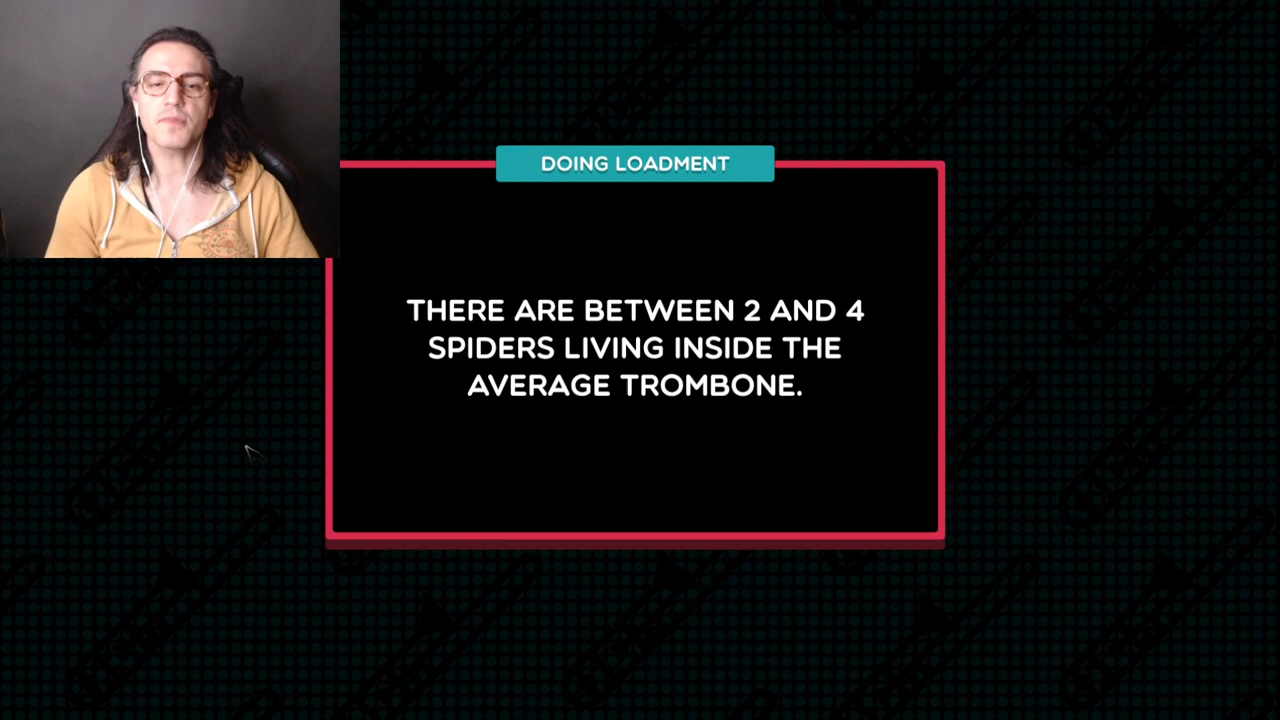 DOING LOADMENT
THERE ARE BETWEEN 2 AND 4
SPIDERS LIVING INSIDE THE
AVERAGE TROMBONE.